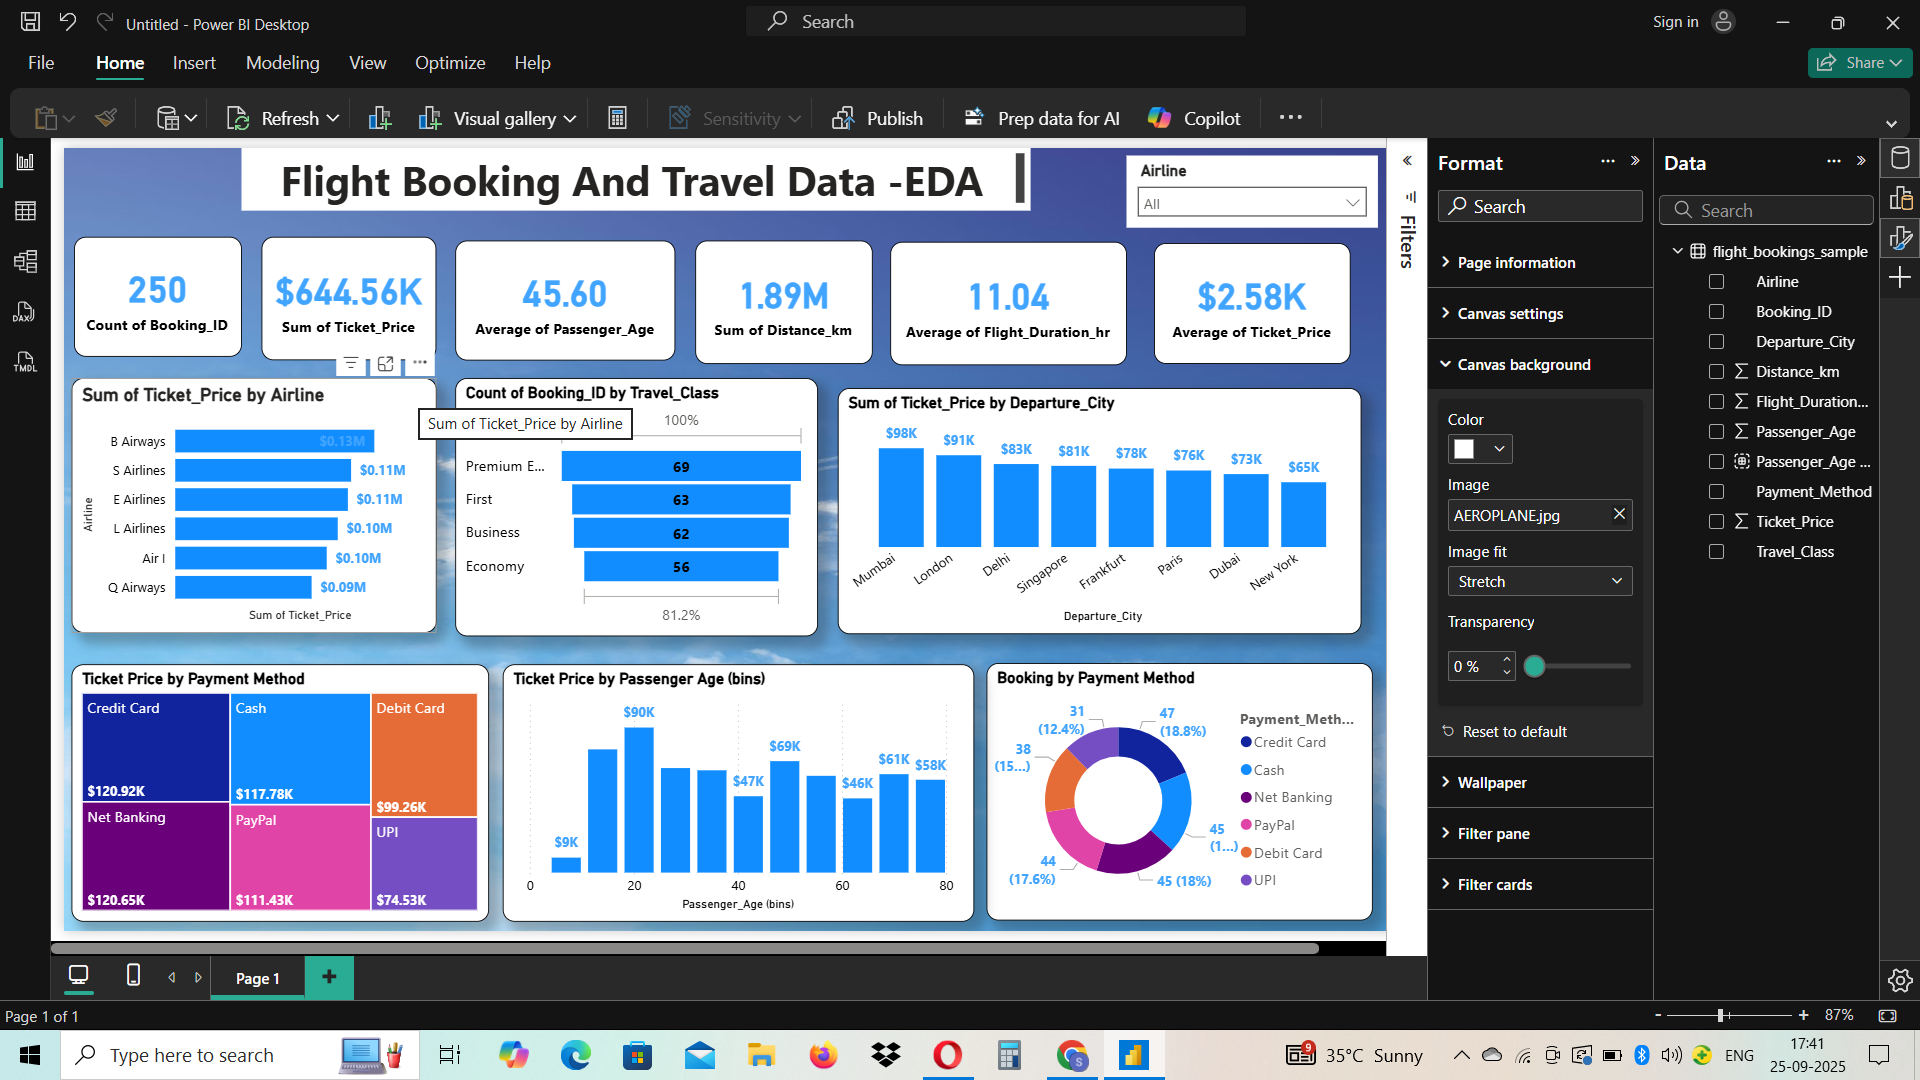 Untitled - Power BI Desktop
Search
Sign in
File
Home
Insert
Modeling
View
Optimize
Help
Share
Refresh
Visual gallery
Sensitivity
Publish
Prep data for AI
Copilot
DAX
TMDL
Flight Booking And Travel Data -EDA
Airline
All
250
Count of Booking_ID
$644.56K
Sum of Ticket_Price
45.60
Average of Passenger_Age
1.89M
Sum of Distance_km
11.04
Average of Flight_Duration_hr
$2.58K
Average of Ticket_Price
Sum of Ticket_Price by Airline
Airline
B Airways
$0.13M
S Airlines
$0.11M
E Airlines
$0.11M
L Airlines
$0.10M
Air I
$0.10M
Q Airways
$0.09M
Sum of Ticket_Price
Sum of Ticket_Price by Airline
Count of Booking_ID by Travel_Class
100%
Premium E...
69
First
63
Business
62
Economy
56
81.2%
Sum of Ticket_Price by Departure_City
$98K
$91K
$83K
$81K
$78K
$76K
$73K
$65K
Mumbai
London
Delhi
Singapore
Frankfurt
Paris
Dubai
New York
Departure_City
Ticket Price by Payment Method
Credit Card
$120.92K
Cash
$117.78K
Debit Card
$99.26K
Net Banking
$120.65K
PayPal
$111.43K
UPI
$74.53K
Ticket Price by Passenger Age (bins)
$9K
$90K
$47K
$69K
$46K
$61K
$58K
0
20
40
60
80
Passenger_Age (bins)
Booking by Payment Method
31
(12.4%)
47
(18.8%)
38
(15...)
45
(1...)
44
(17.6%)
45 (18%)
Payment_Meth...
Credit Card
Cash
Net Banking
PayPal
Debit Card
UPI
Filters
Format
Search
Page information
Canvas settings
Canvas background
Color
Image
AEROPLANE.jpg
Image fit
Stretch
Transparency
0 %
Reset to default
Wallpaper
Filter pane
Filter cards
Data
Search
flight_bookings_sample
Airline
Booking_ID
Departure_City
Distance_km
Flight_Duration...
Passenger_Age
Passenger_Age ...
Payment_Method
Ticket_Price
Travel_Class
Page 1
Page 1 of 1
- + 87%
Type here to search
9
35°C Sunny
ENG
17:41
25-09-2025